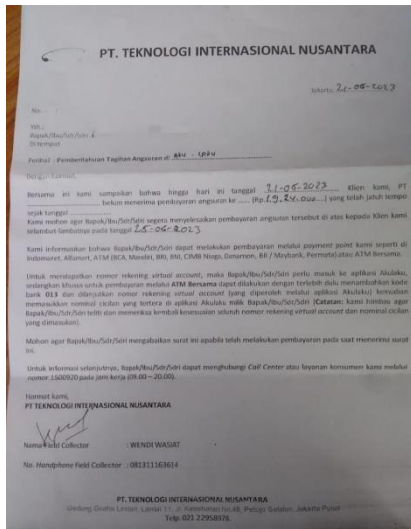 PT. TEKNOLOGI INTERNASIONAL NUSANTARA
Jakarta, 21-06-2023
No. :
Yth :
Bapak/Ibu/Sdr/Sdri
Di tempat
Perihal : Pemberitahuan Tagihan Angsuran di Aku - Laku
Dengan hormat,
Bersama ini kami sampaikan bahwa hingga hari ini tanggal 21-06-2023 Klien kami, PT
belum menerima pembayaran angsuran ke ...... (Rp. ) yang telah jatuh tempo
sejak tanggal
Kami mohon agar Bapak/Ibu/Sdr/Sdri segera menyelesaikan pembayaran angsuran tersebut di atas kepada Klien kami
selambat-lambatnya pada tanggal 25-06-2023
Kami informasikan bahwa Bapak/Ibu/Sdr/Sdri dapat melakukan pembayaran melalui payment point kami seperti di
Indomaret, Alfamart, ATM (BCA, Mandiri, BRI, BNI, CIMB Niaga, Danamon, BII / Maybank, Permata) atau ATM Bersama.
Untuk mendapatkan nomor rekening virtual account, maka Bapak/Ibu/Sdr/Sdri perlu masuk ke aplikasi Akulaku,
sedangkan khusus untuk pembayaran melalui ATM Bersama dapat dilakukan dengan terlebih dulu menambahkan kode
bank 013 dan dilanjutkan nomor rekening virtual account (yang diperoleh melalui aplikasi Akulaku) kemudian
memasukkan nominal cicilan yang tertera di aplikasi Akulaku milik Bapak/Ibu/Sdr/Sdri (Catatan: kami himbau agar
Bapak/Ibu/Sdr/Sdri teliti dan memeriksa kembali kesesuaian seluruh nomor rekening virtual account dan nominal cicilan
yang dimasukan).
Mohon agar Bapak/Ibu/Sdr/Sdri mengabaikan surat ini apabila telah melakukan pembayaran pada saat menerima surat
ini.
Untuk informasi selanjutnya, Bapak/Ibu/Sdr/Sdri dapat menghubungi Call Center atau layanan konsumen kami melalui
nomor 1500920 pada jam kerja (08.00 – 20.00).
Hormat kami,
PT TEKNOLOGI INTERNASIONAL NUSANTARA
Nama Field Collector : WENDI WASIAT
No. Handphone Field Collector : 081311163614
PT. TEKNOLOGI INTERNASIONAL NUSANTARA
Gedung Graha Lestari, Lantai 11, Jl. Kesehatan No.48, Petojo Selatan, Jakarta Pusat
Telp 021 22958978